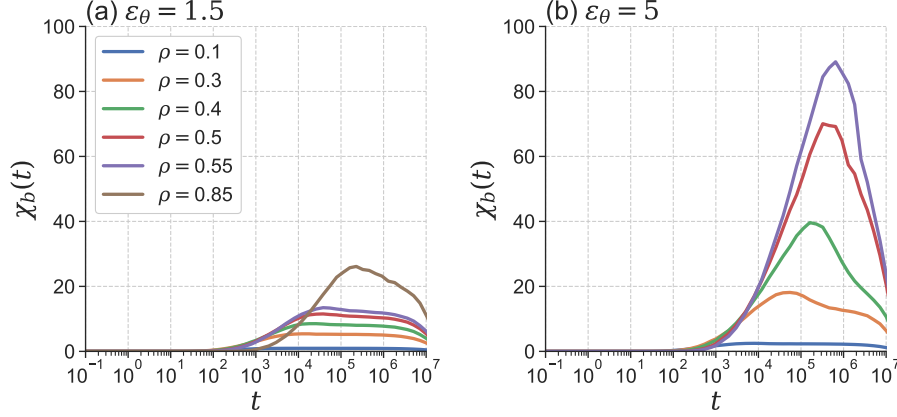 (a) εθ = 1.5
χb(t)
100
80
60
40
20
0
ρ = 0.1
ρ = 0.3
ρ = 0.4
ρ = 0.5
ρ = 0.55
ρ = 0.85
10⁻¹ 10⁰ 10¹ 10² 10³ 10⁴ 10⁵ 10⁶ 10⁷
t
(b) εθ = 5
χb(t)
100
80
60
40
20
0
10⁻¹ 10⁰ 10¹ 10² 10³ 10⁴ 10⁵ 10⁶ 10⁷
t